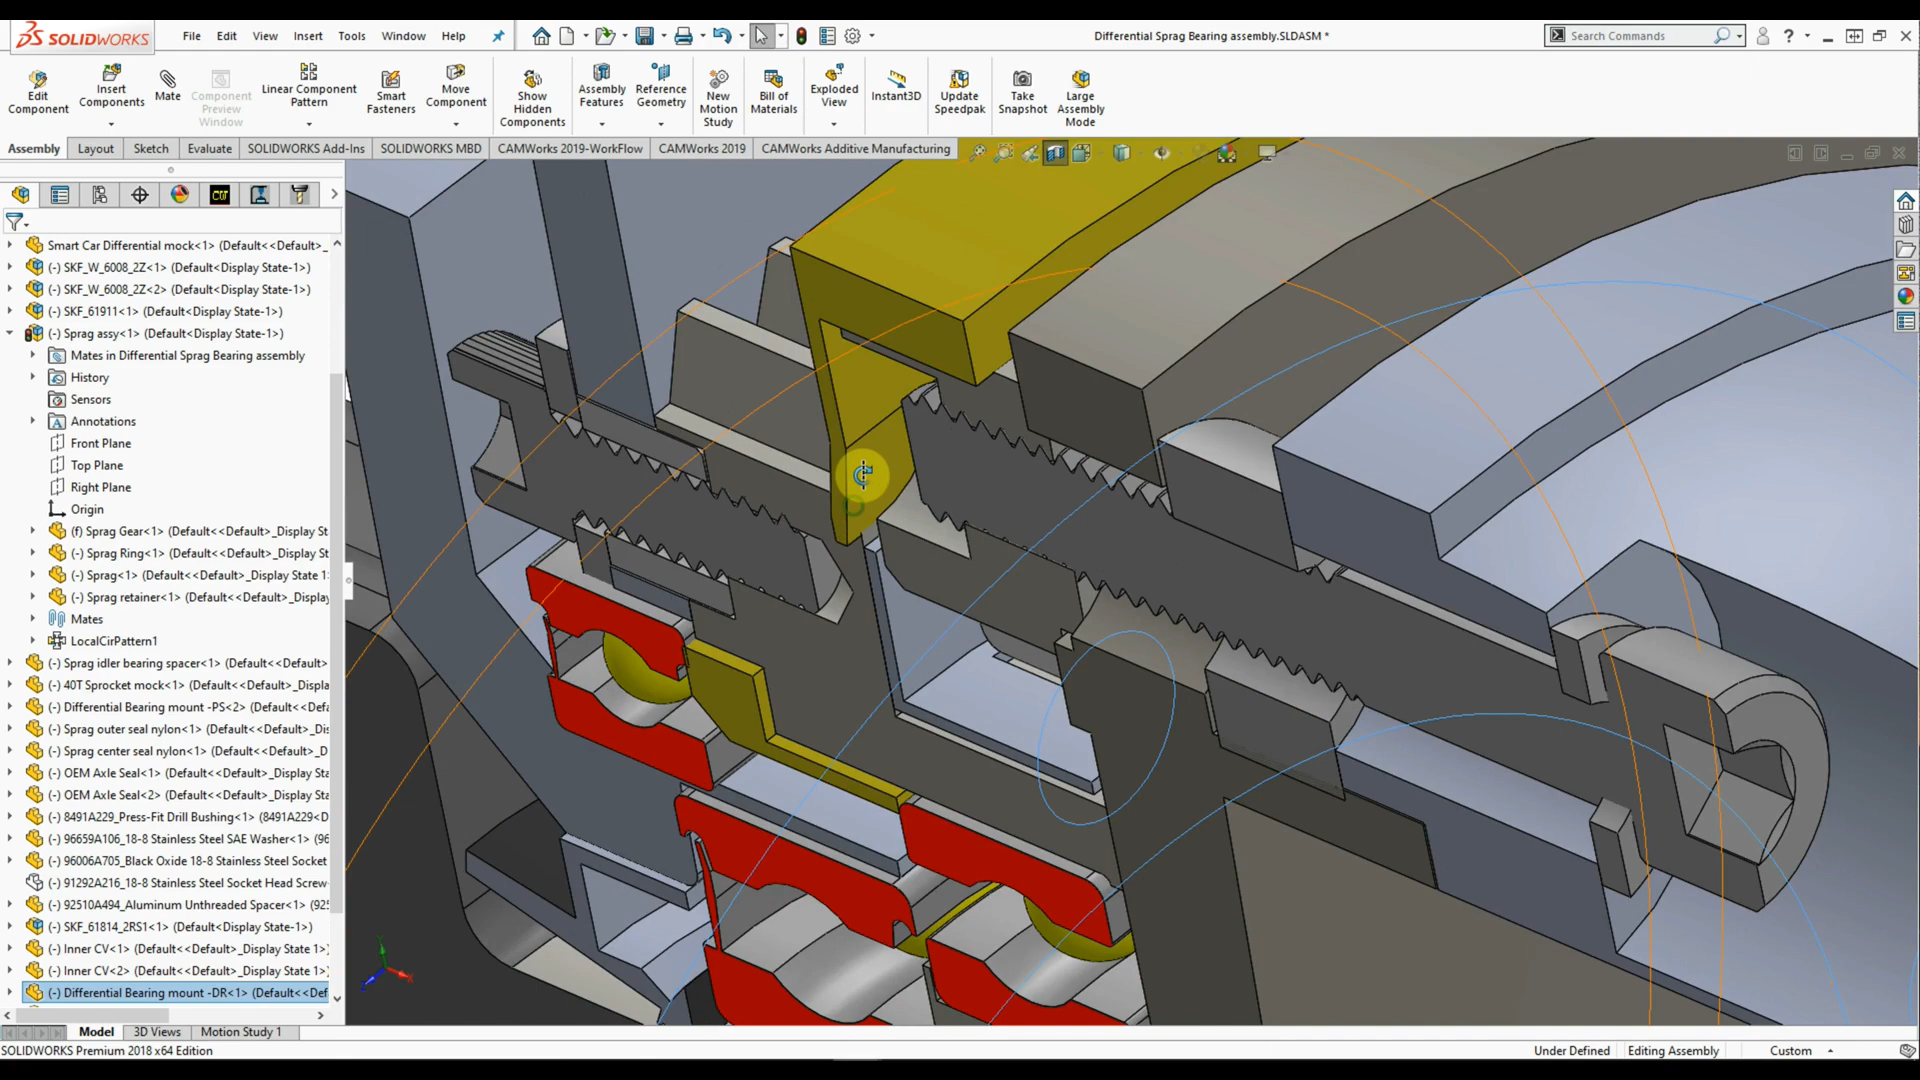 SOLIDWORKS
File Edit View Insert Tools Window Help
Differential Sprag Bearing assembly.SLDASM *
Search Commands
Edit Component
Insert Components
Mate
Component Preview Window
Linear Component Pattern
Smart Fasteners
Move Component
Show Hidden Components
Assembly Features
Reference Geometry
New Motion Study
Bill of Materials
Exploded View
Instant3D
Update Speedpak
Take Snapshot
Large Assembly Mode
Assembly Layout Sketch Evaluate SOLIDWORKS Add-Ins SOLIDWORKS MBD CAMWorks 2019-WorkFlow CAMWorks 2019 CAMWorks Additive Manufacturing
CW
Smart Car Differential mock<1> (Default<<Default>_
(-) SKF_W_6008_2Z<1> (Default<Display State-1>)
(-) SKF_W_6008_2Z<2> (Default<Display State-1>)
(-) SKF_61911<1> (Default<Display State-1>)
(-) Sprag assy<1> (Default<Display State-1>)
Mates in Differential Sprag Bearing assembly
History
Sensors
Annotations
Front Plane
Top Plane
Right Plane
Origin
(f) Sprag Gear<1> (Default<<Default>_Display St
(-) Sprag Ring<1> (Default<<Default>_Display St
(-) Sprag<1> (Default<<Default>_Display State 1
(-) Sprag retainer<1> (Default<<Default>_Display
Mates
LocalCirPattern1
(-) Sprag idler bearing spacer<1> (Default<<Default>
(-) 40T Sprocket mock<1> (Default<<Default>_Displa
(-) Differential Bearing mount -PS<2> (Default<<Defa
(-) Sprag outer seal nylon<1> (Default<<Default>_Dis
(-) Sprag center seal nylon<1> (Default<<Default>_D
(-) OEM Axle Seal<1> (Default<<Default>_Display Sta
(-) OEM Axle Seal<2> (Default<<Default>_Display Sta
(-) 8491A229_Press-Fit Drill Bushing<1> (8491A229<D
(-) 96659A106_18-8 Stainless Steel SAE Washer<1> (96
(-) 96006A705_Black Oxide 18-8 Stainless Steel Socket
(-) 91292A216_18-8 Stainless Steel Socket Head Screw
(-) 92510A494_Aluminum Unthreaded Spacer<1> (925
(-) SKF_61814_2RS1<1> (Default<Display State-1>)
(-) Inner CV<1> (Default<<Default>_Display State 1>)
(-) Inner CV<2> (Default<<Default>_Display State 1>)
(-) Differential Bearing mount -DR<1> (Default<<Def
Model 3D Views Motion Study 1
SOLIDWORKS Premium 2018 x64 Edition
Under Defined Editing Assembly Custom